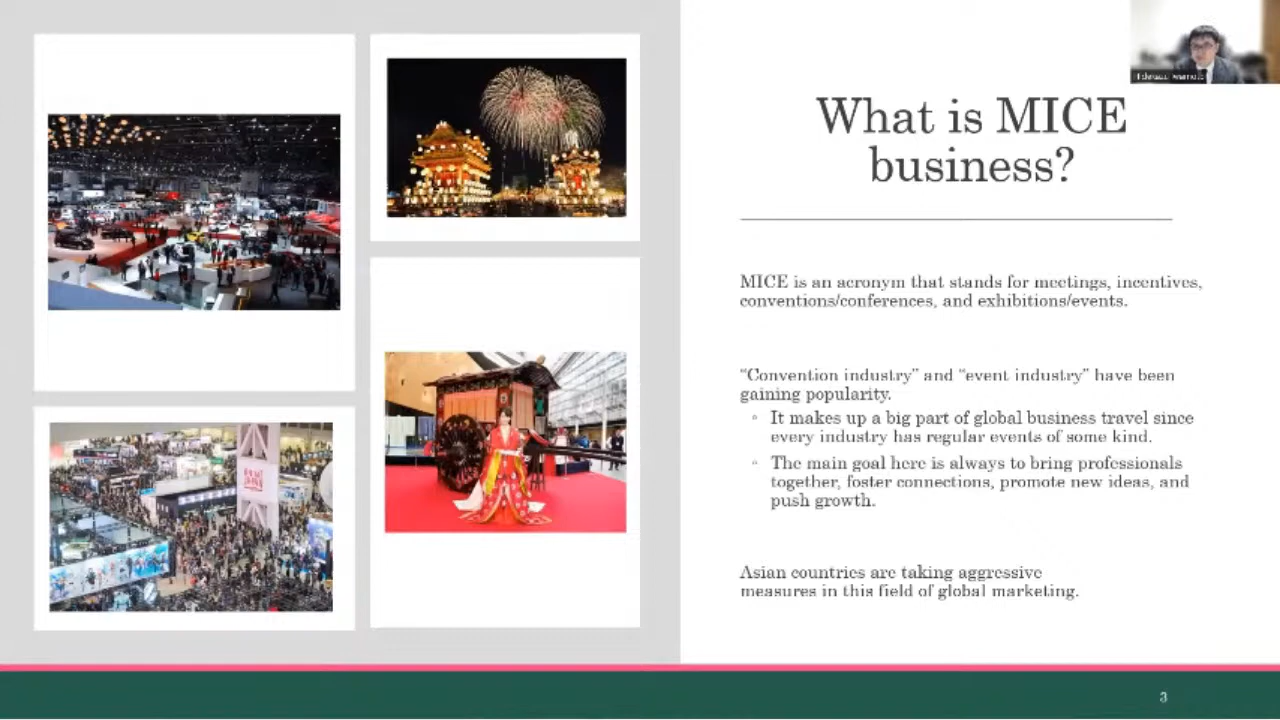 What is MICE
business?
MICE is an acronym that stands for meetings, incentives,
conventions/conferences, and exhibitions/events.
“Convention industry” and “event industry” have been
gaining popularity.
◦ It makes up a big part of global business travel since
every industry has regular events of some kind.
◦ The main goal here is always to bring professionals
together, foster connections, promote new ideas, and
push growth.
Asian countries are taking aggressive
measures in this field of global marketing.
3